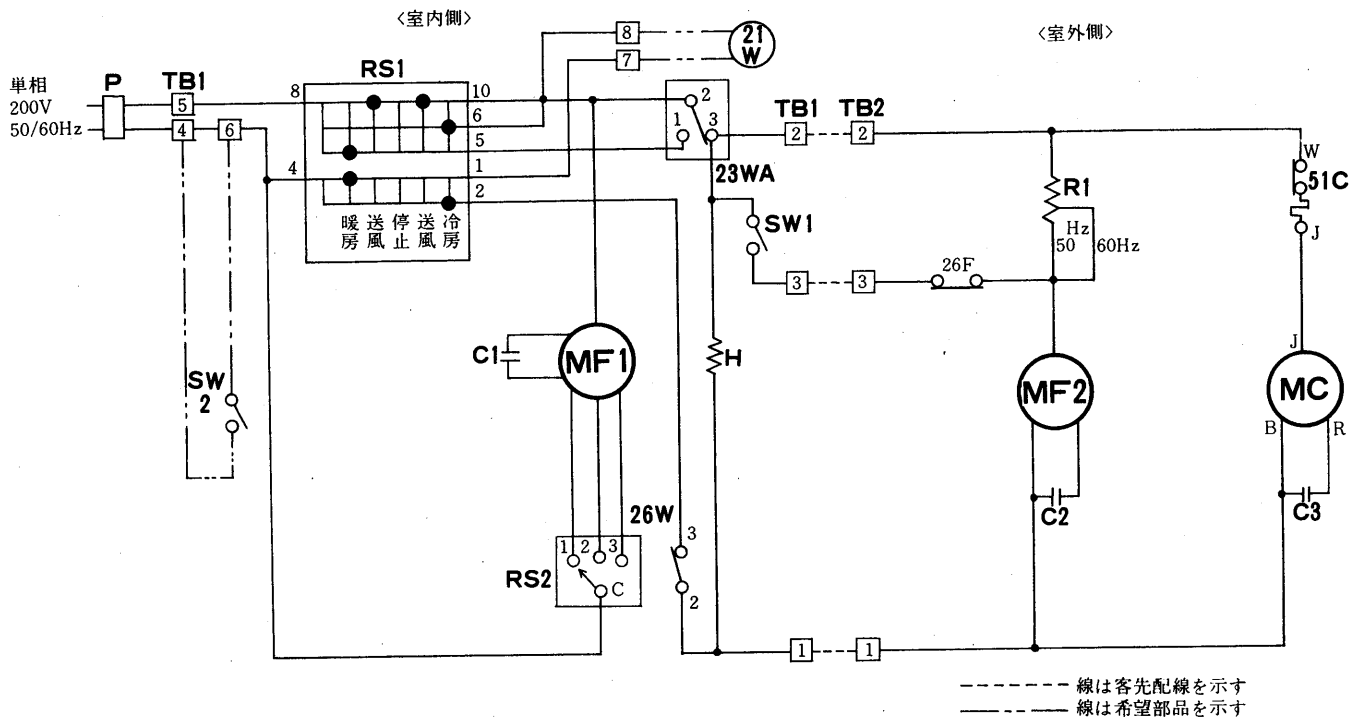 〈室内側〉
〈室外側〉
単相
200V
50/60Hz
P
TB1
5
4
6
RS1
8
4
10
6
5
1
2
暖房
送風
停止
送風
冷房
8
7
21
W
2
1
3
23WA
TB1
TB2
2
2
SW1
3
3
26F
R1
Hz
50
60Hz
W
51C
J
SW
2
C1
MF1
H
MF2
J
MC
B
R
C2
C3
26W
1
2
3
RS2
C
3
2
1
1
線は客先配線を示す
線は希望部品を示す